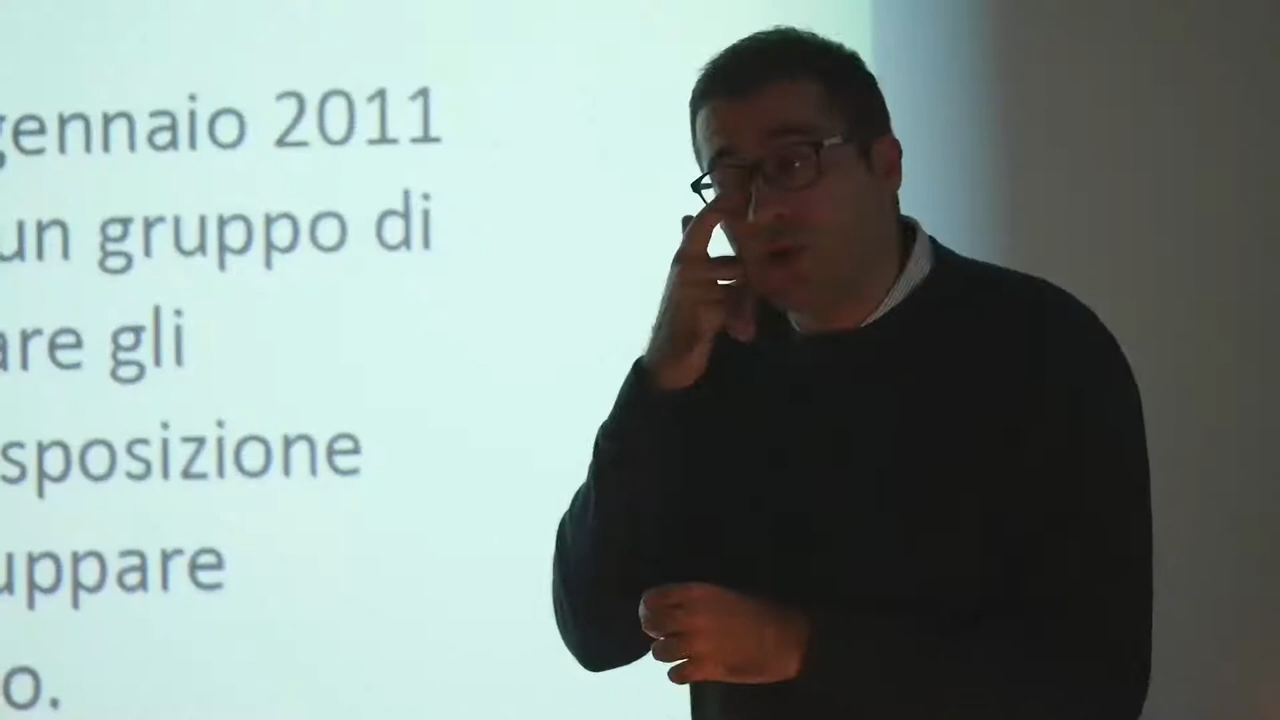 gennaio 2011
un gruppo di
are gli
sposizione
uppare
o.